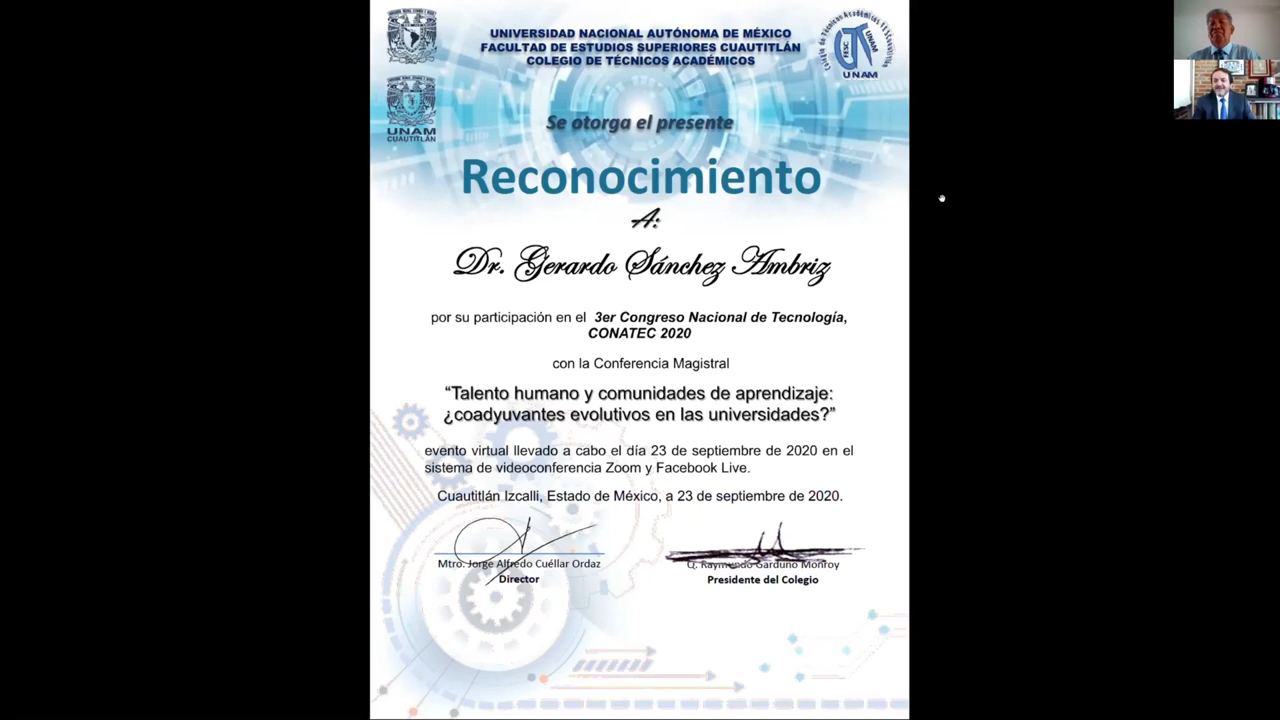 UNIVERSIDAD NACIONAL AUTÓNOMA DE MÉXICO
FACULTAD DE ESTUDIOS SUPERIORES CUAUTITLÁN
COLEGIO DE TÉCNICOS ACADÉMICOS
FESC
UNAM
UNAM
UNAM
CUAUTITLÁN
Se otorga el presente
Reconocimiento
A:
Dr. Gerardo Sánchez Ambriz
por su participación en el 3er Congreso Nacional de Tecnología,
CONATEC 2020
con la Conferencia Magistral
“Talento humano y comunidades de aprendizaje:
¿coadyuvantes evolutivos en las universidades?”
evento virtual llevado a cabo el día 23 de septiembre de 2020 en el
sistema de videoconferencia Zoom y Facebook Live.
Cuautitlán Izcalli, Estado de México, a 23 de septiembre de 2020.
Mtro. Jorge Alfredo Cuéllar Ordaz
Director
Q. Raymundo Garduño Monroy
Presidente del Colegio